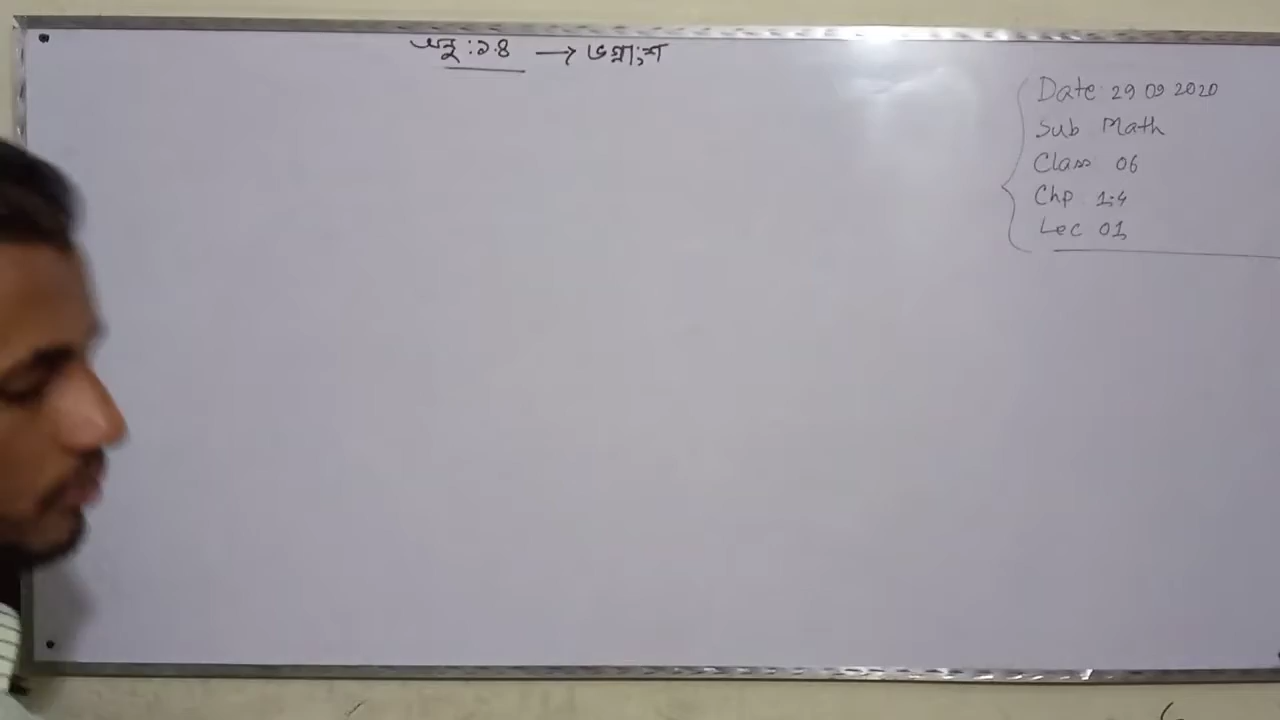 অনু : ১.৪ → ভগ্নাংশ
Date 29 09 2020
Sub Math
Class 06
Chp 1.4
Lec 01